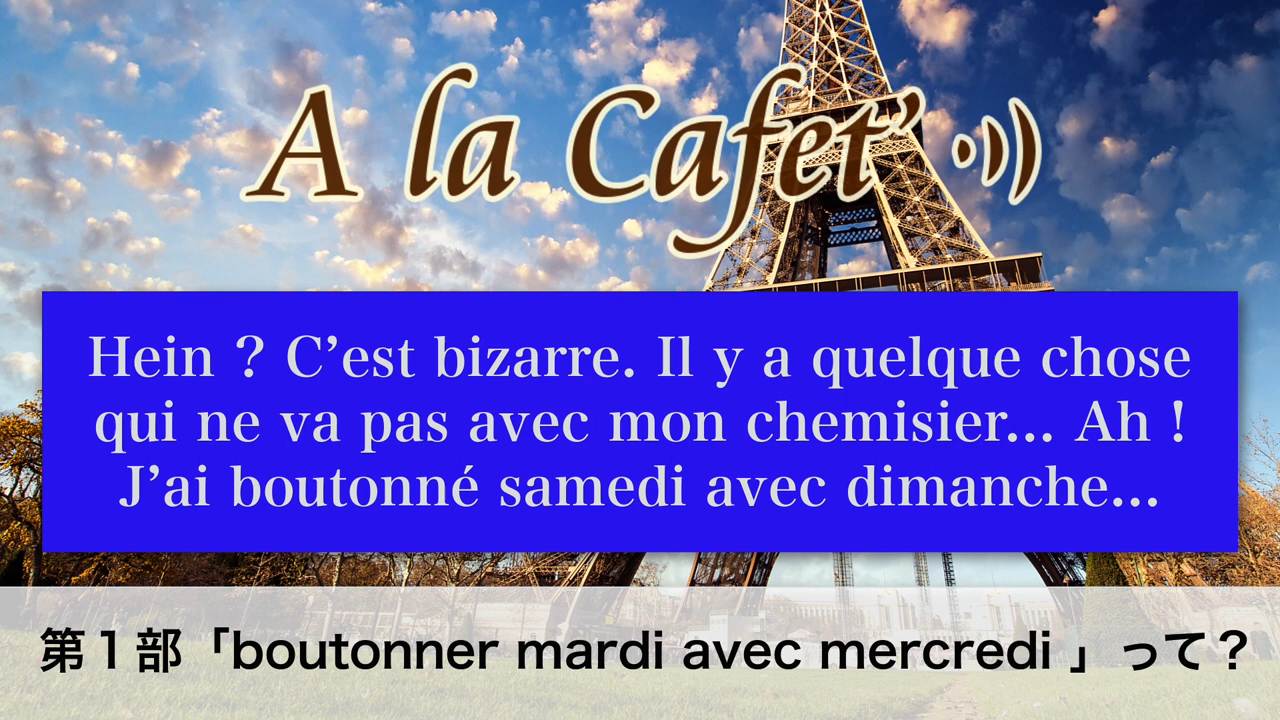 A la Cafet’
Hein ? C’est bizarre. Il y a quelque chose
qui ne va pas avec mon chemisier... Ah !
J’ai boutonné samedi avec dimanche...
第１部「boutonner mardi avec mercredi 」って？